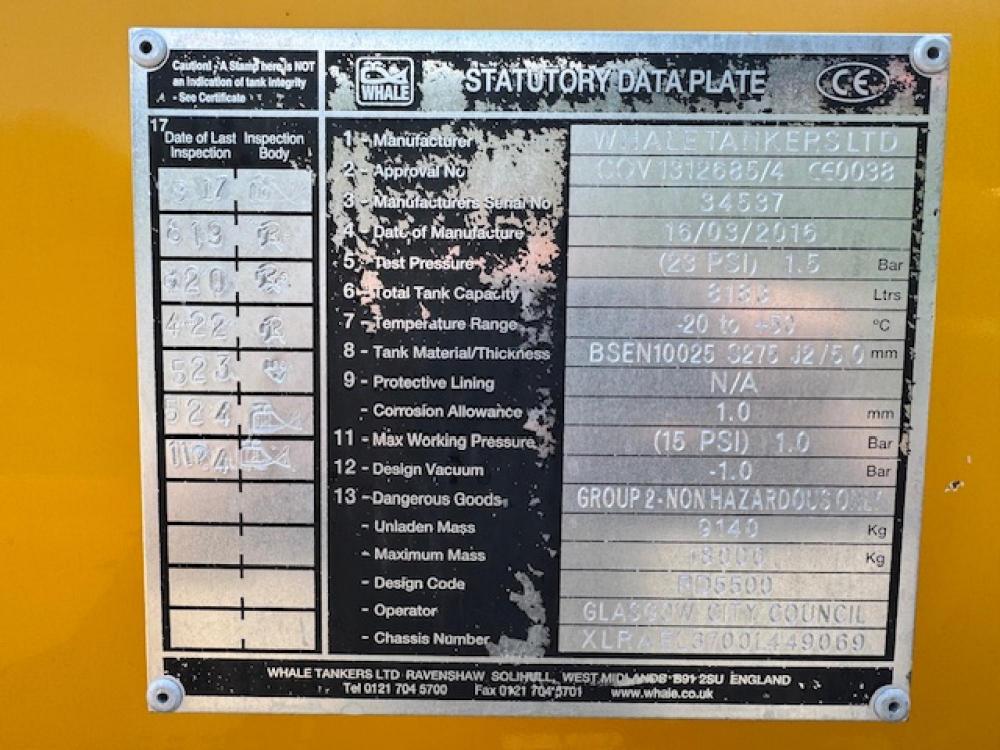 Caution! - A Stamp here is NOT
an indication of tank integrity
- See Certificate
WHALE
STATUTORY DATA PLATE
CE
17
Date of Last Inspection
Inspection Body
619
620
422
523
524
1124
1 - Manufacturer WHALE TANKERS LTD
2 - Approval No COV1312685/4 CE0038
3 - Manufacturers Serial No 34537
4 - Date of Manufacture 16/03/2016
5 - Test Pressure (23 PSI) 1.5 Bar
6 - Total Tank Capacity Ltrs
7 - Temperature Range -20 to +50 °C
8 - Tank Material/Thickness BSEN10025 S275 J2/5.0 mm
9 - Protective Lining N/A
- Corrosion Allowance 1.0 mm
11 - Max Working Pressure (15 PSI) 1.0 Bar
12 - Design Vacuum -1.0 Bar
13 - Dangerous Goods GROUP 2-NON HAZARDOUS ONLY
- Unladen Mass 9140 Kg
- Maximum Mass 18000 Kg
- Design Code PD5500
- Operator GLASGOW CITY COUNCIL
- Chassis Number
WHALE TANKERS LTD RAVENSHAW SOLIHULL, WEST MIDLANDS B91 2SU ENGLAND
Tel 0121 704 5700 Fax 0121 704 5701 www.whale.co.uk